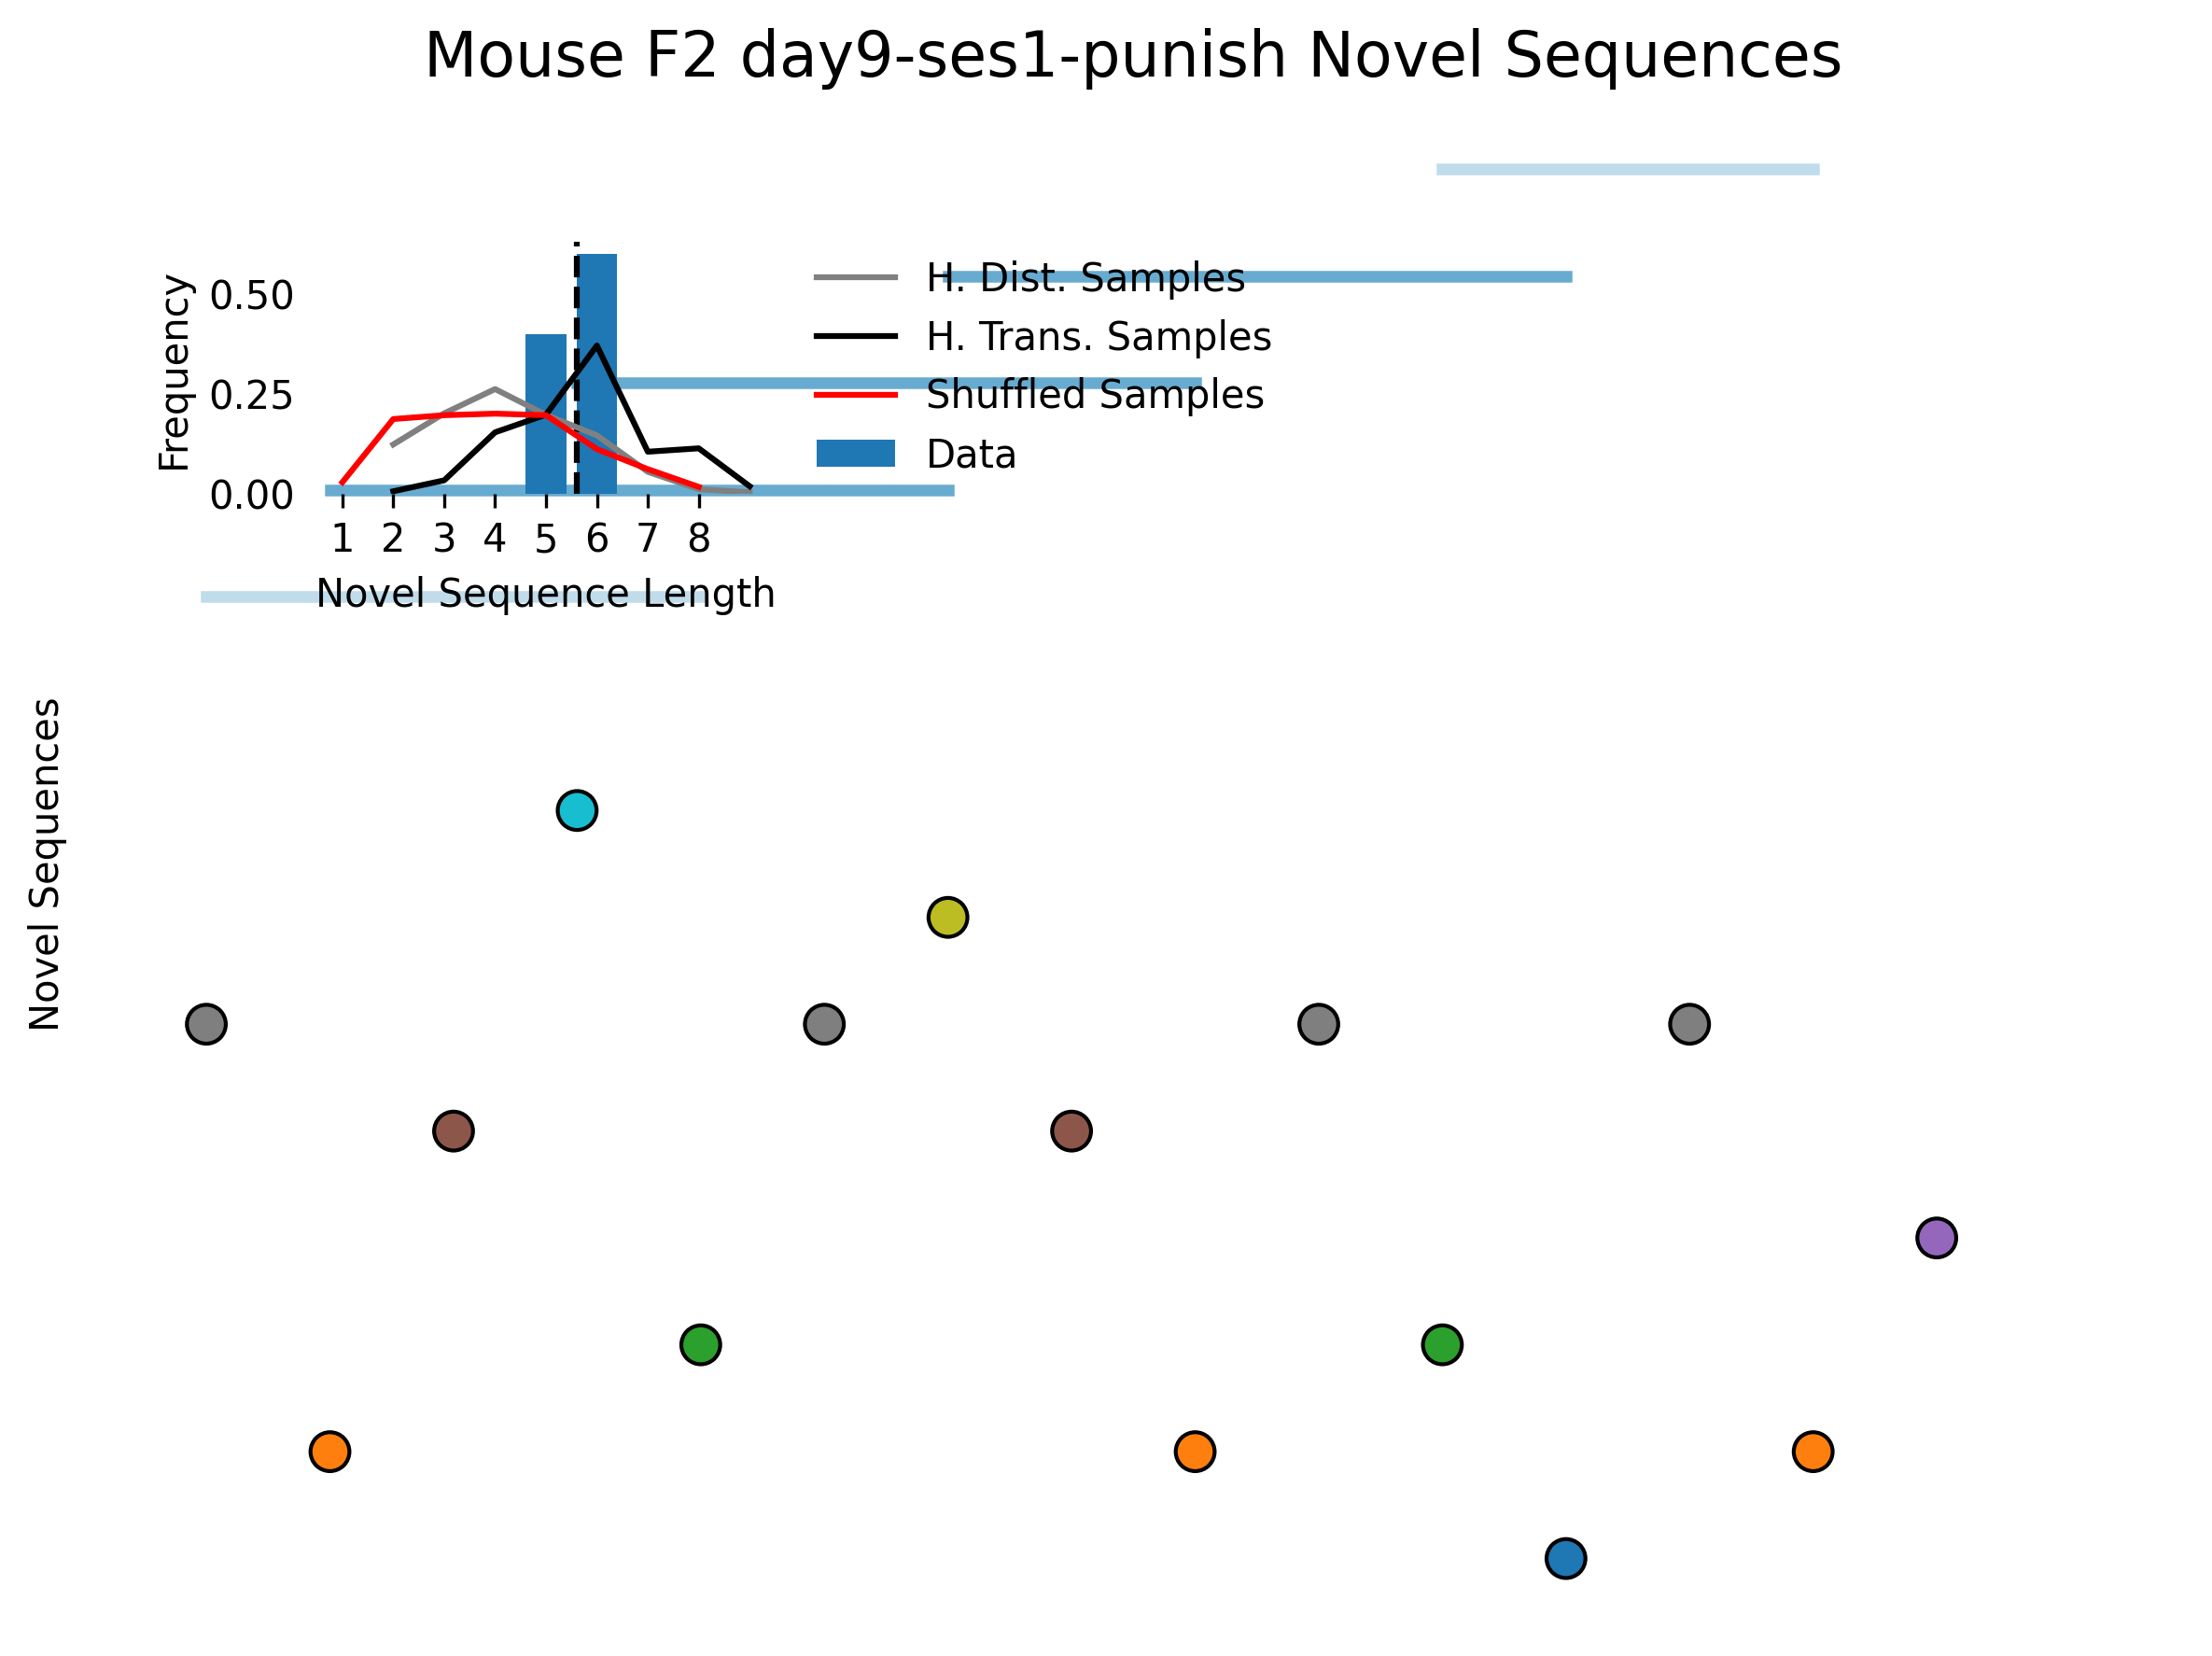 Mouse F2 day9-ses1-punish Novel Sequences
Frequency
0.50
0.25
0.00
1 2 3 4 5 6 7 8
Novel Sequence Length
H. Dist. Samples
H. Trans. Samples
Shuffled Samples
Data
Novel Sequences